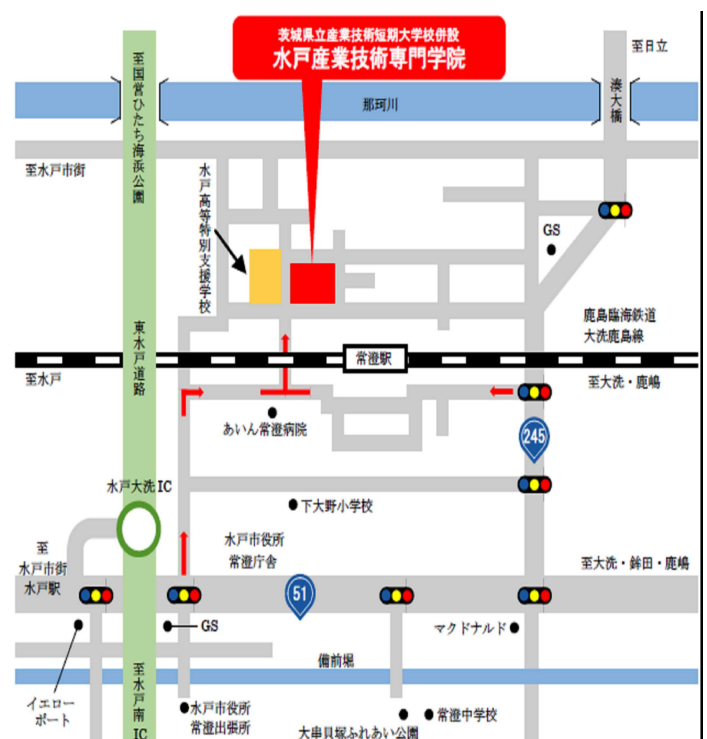 茨城県立産業技術短期大学校併設
水戸産業技術専門学院
至日立
至国営ひたち海浜公園
那珂川
湊大橋
至水戸市街
水戸高等特別支援学校
GS
鹿島臨海鉄道
大洗鹿島線
東水戸道路
常澄駅
至水戸
至大洗・鹿嶋
あいん常澄病院
245
水戸大洗IC
下大野小学校
水戸市役所
常澄庁舎
至
水戸市街
水戸駅
至大洗・鉾田・鹿嶋
51
GS
マクドナルド
イエロー
ポート
至水戸南IC
備前堀
水戸市役所
常澄出張所
常澄中学校
大串貝塚ふれあい公園